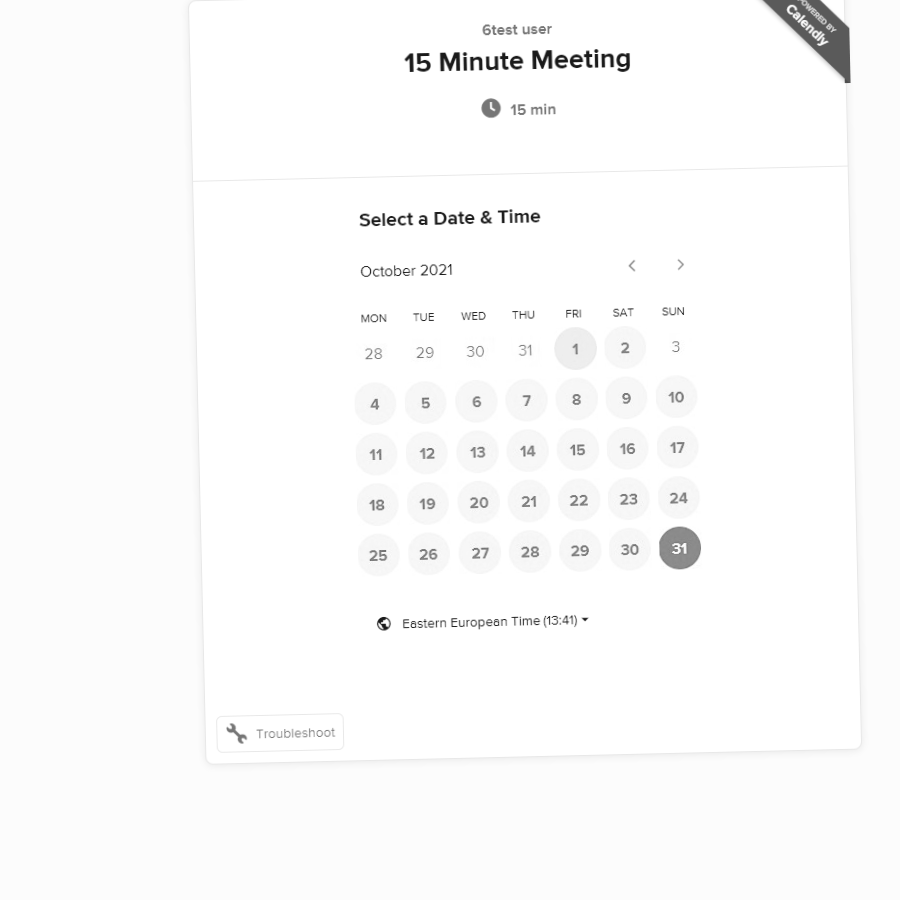 6test user
15 Minute Meeting
15 min
POWERED BY
Calendly
Select a Date & Time
October 2021
MON TUE WED THU FRI SAT SUN
28 29 30 31 1 2 3
4 5 6 7 8 9 10
11 12 13 14 15 16 17
18 19 20 21 22 23 24
25 26 27 28 29 30 31
Eastern European Time (13:41)
Troubleshoot